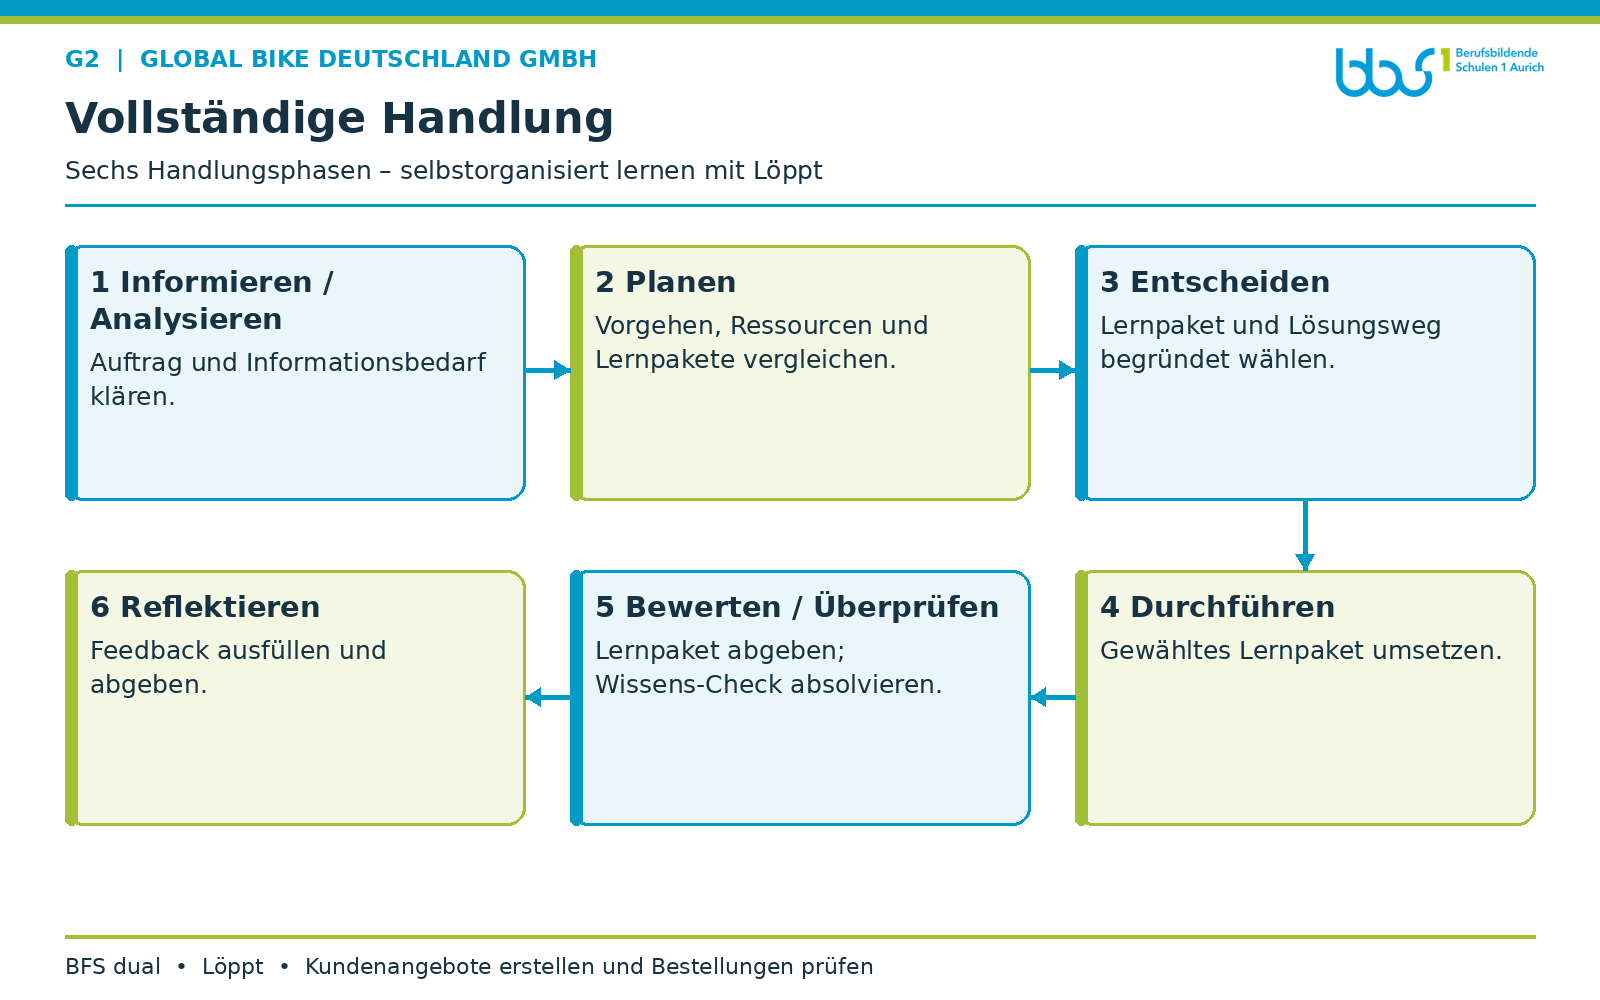 G2 | GLOBAL BIKE DEUTSCHLAND GMBH
bbs 1 Berufsbildende
Schulen 1 Aurich
Vollständige Handlung
Sechs Handlungsphasen – selbstorganisiert lernen mit Löppt
1 Informieren /
Analysieren
Auftrag und Informationsbedarf
klären.
2 Planen
Vorgehen, Ressourcen und
Lernpakete vergleichen.
3 Entscheiden
Lernpaket und Lösungsweg
begründet wählen.
4 Durchführen
Gewähltes Lernpaket umsetzen.
5 Bewerten / Überprüfen
Lernpaket abgeben;
Wissens-Check absolvieren.
6 Reflektieren
Feedback ausfüllen und
abgeben.
BFS dual • Löppt • Kundenangebote erstellen und Bestellungen prüfen